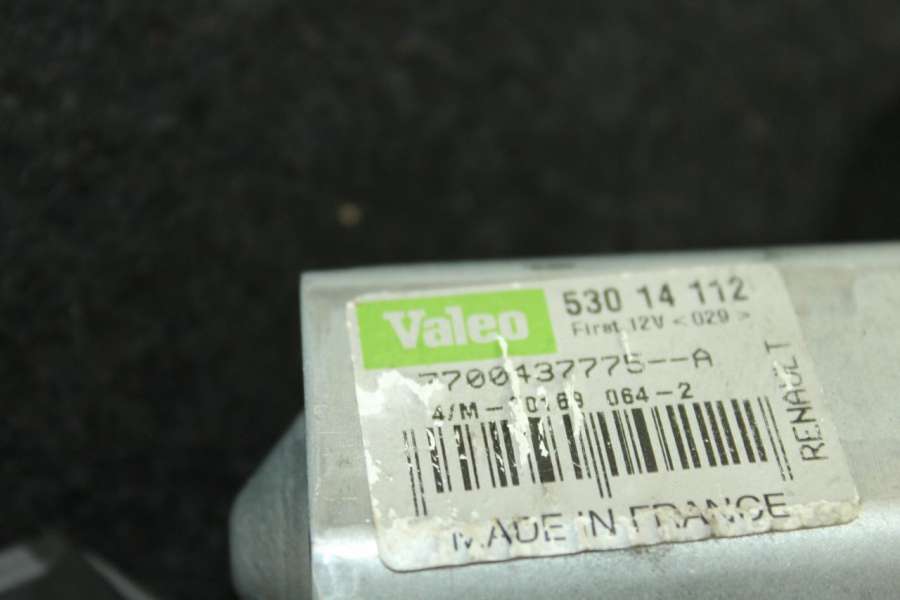 Valeo
530 14 112
First 12V <029>
7700437775--A
064-2
RENAULT
MADE IN FRANCE